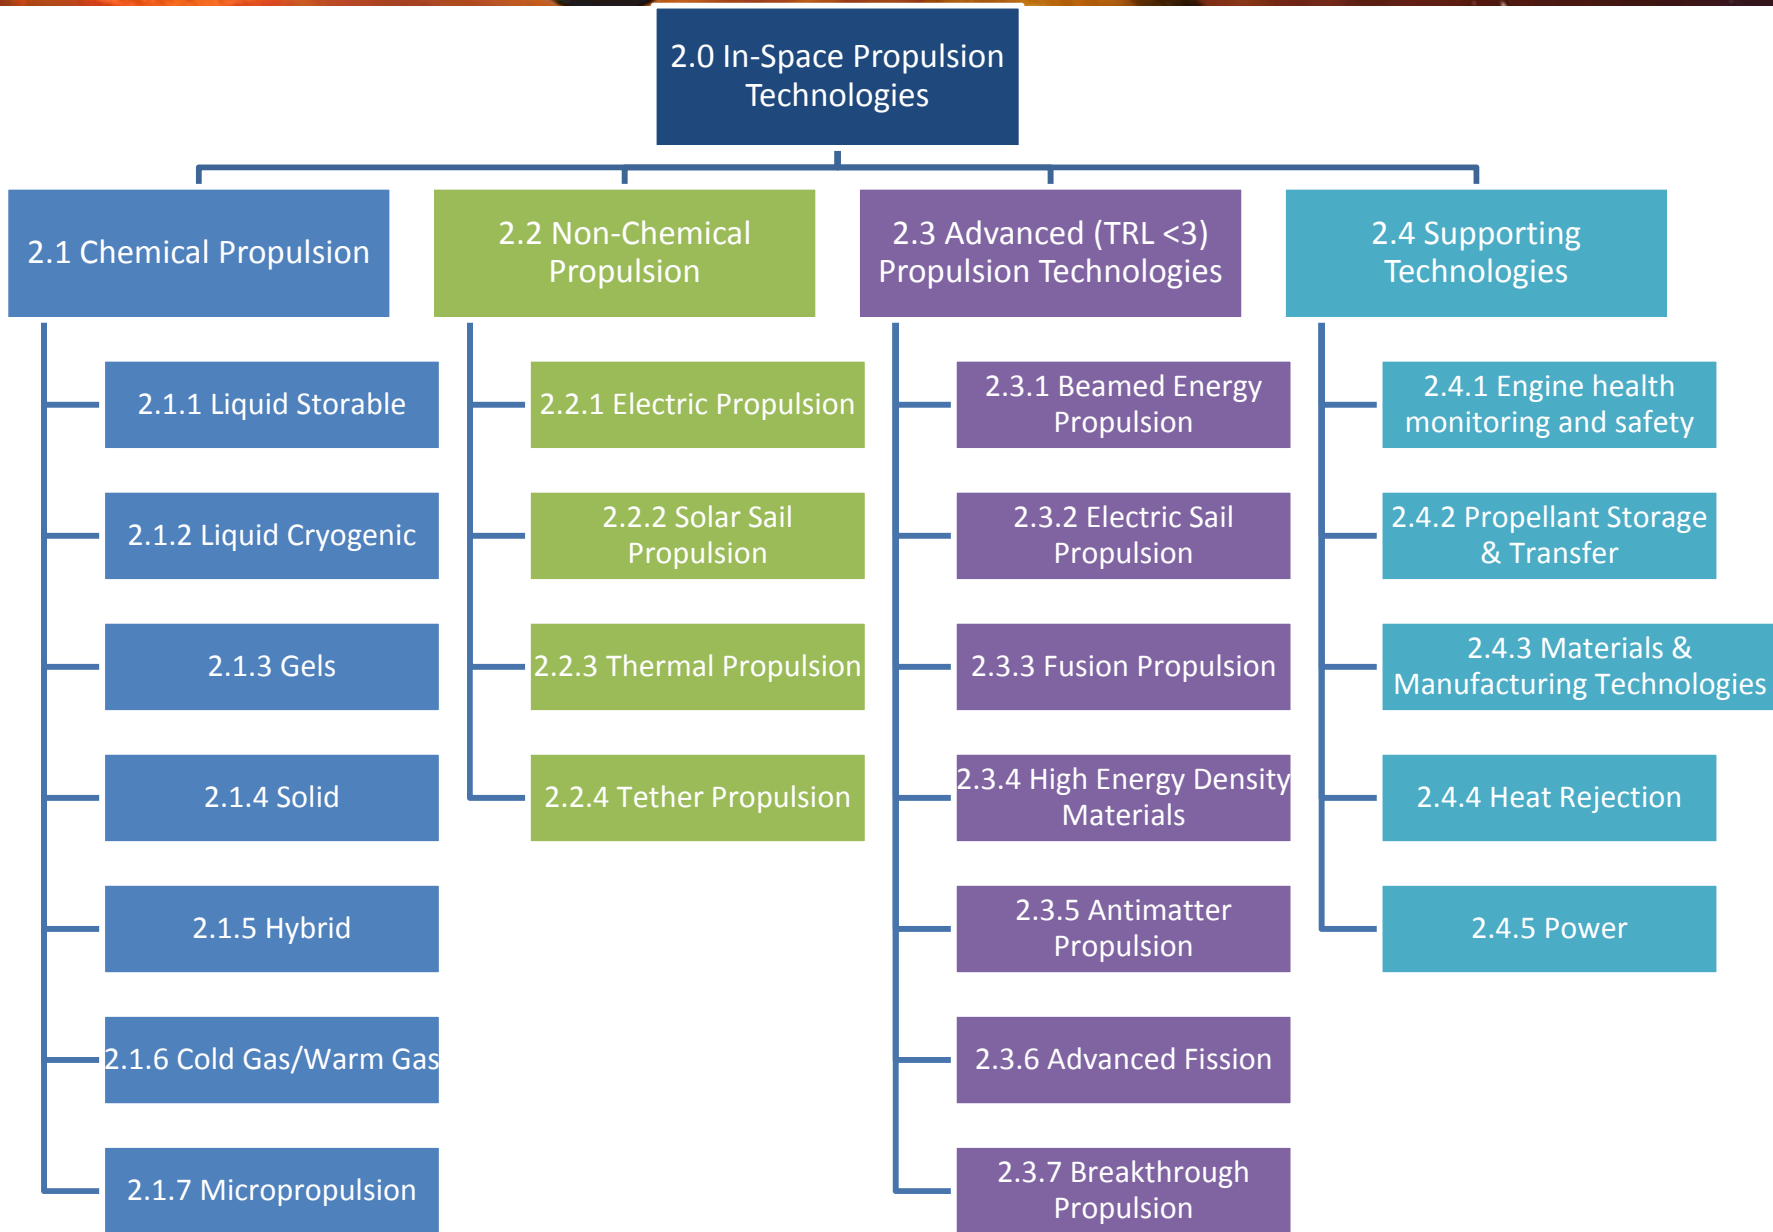 2.0 In-Space Propulsion
Technologies
2.1 Chemical Propulsion
2.1.1 Liquid Storable
2.1.2 Liquid Cryogenic
2.1.3 Gels
2.1.4 Solid
2.1.5 Hybrid
2.1.6 Cold Gas/Warm Gas
2.1.7 Micropropulsion
2.2 Non-Chemical
Propulsion
2.2.1 Electric Propulsion
2.2.2 Solar Sail
Propulsion
2.2.3 Thermal Propulsion
2.2.4 Tether Propulsion
2.3 Advanced (TRL <3)
Propulsion Technologies
2.3.1 Beamed Energy
Propulsion
2.3.2 Electric Sail
Propulsion
2.3.3 Fusion Propulsion
2.3.4 High Energy Density
Materials
2.3.5 Antimatter
Propulsion
2.3.6 Advanced Fission
2.3.7 Breakthrough
Propulsion
2.4 Supporting
Technologies
2.4.1 Engine health
monitoring and safety
2.4.2 Propellant Storage
& Transfer
2.4.3 Materials &
Manufacturing Technologies
2.4.4 Heat Rejection
2.4.5 Power